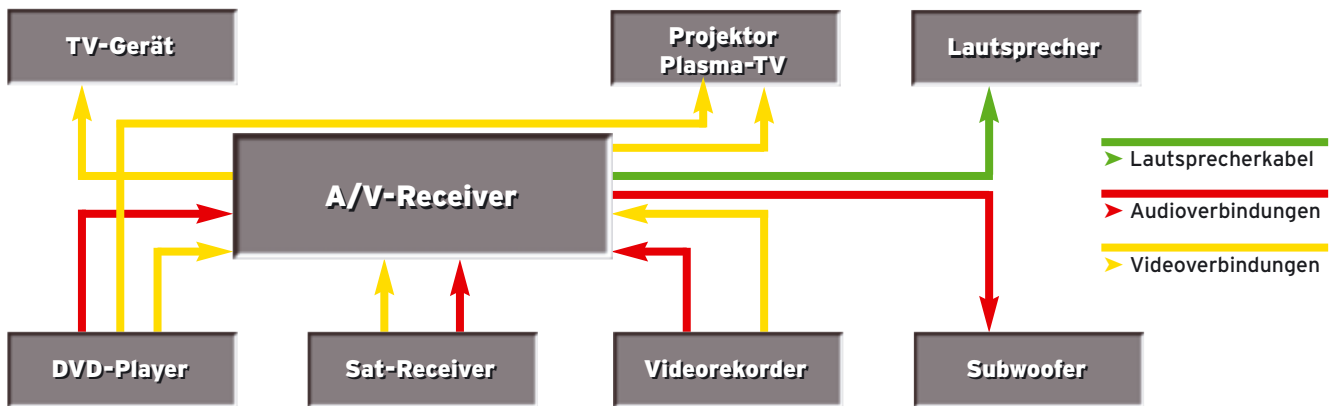 TV-Gerät
Projektor
Plasma-TV
Lautsprecher
A/V-Receiver
Lautsprecherkabel
Audioverbindungen
Videoverbindungen
DVD-Player
Sat-Receiver
Videorekorder
Subwoofer